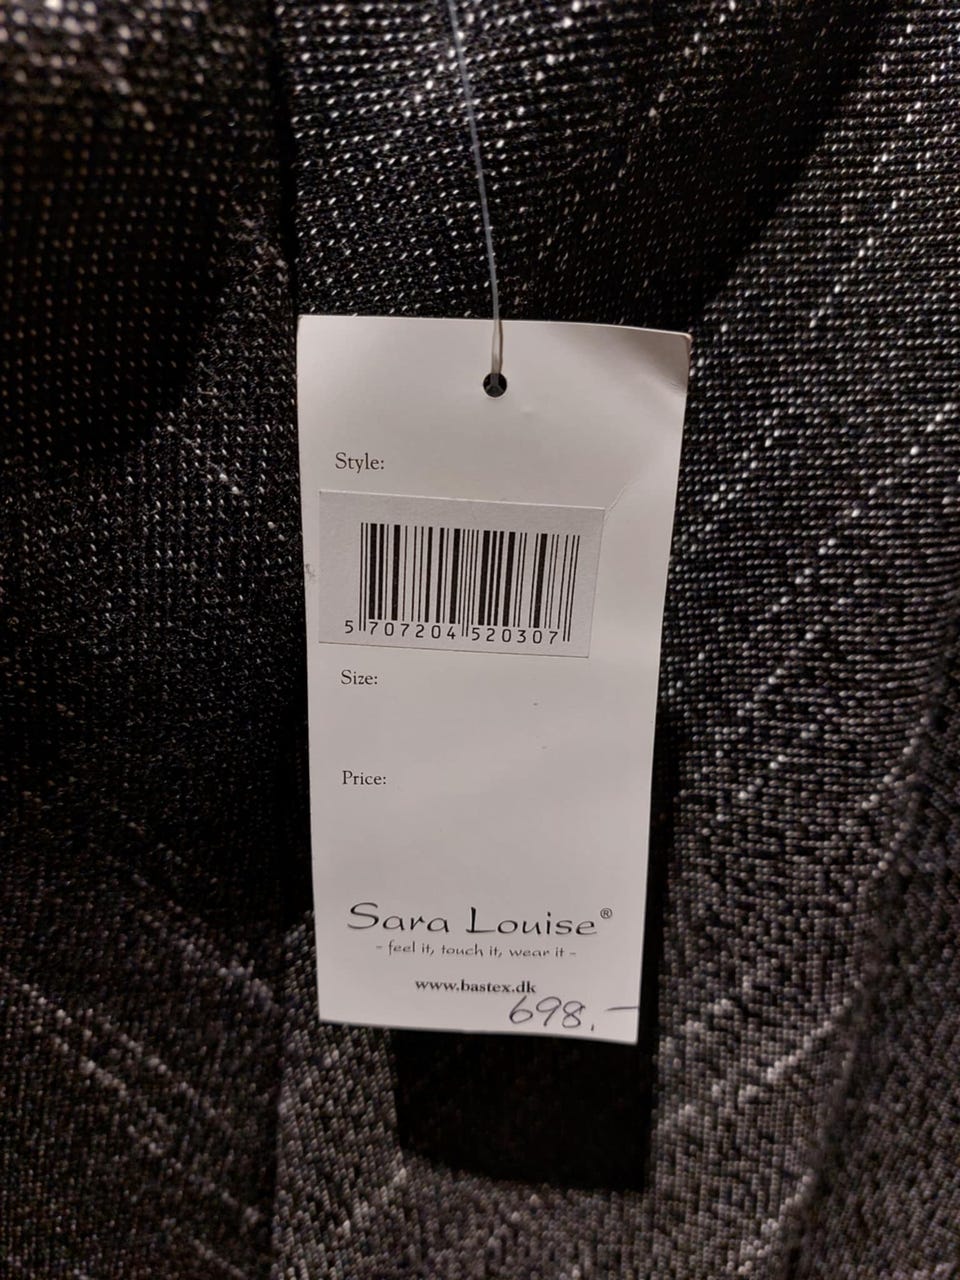 Style:
5 707204 520307
Size:
Price:
Sara Louise®
- feel it, touch it, wear it -
www.bastex.dk
698.-